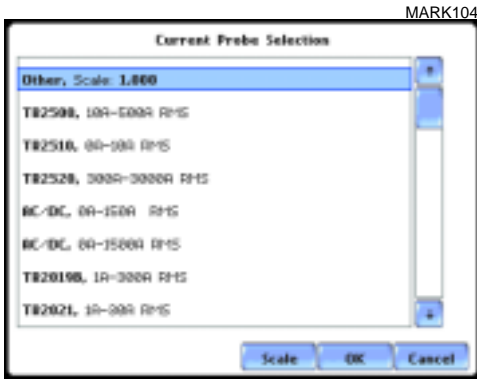 MARK104
Current Probe Selection
Other, Scale: 1.000
TR2500, 10A-500A RMS
TR2510, 0A-10A RMS
TR2520, 300A-3000A RMS
AC/DC, 0A-150A RMS
AC/DC, 0A-1500A RMS
TR2019B, 1A-300A RMS
TR2021, 1A-30A RMS
Scale OK Cancel